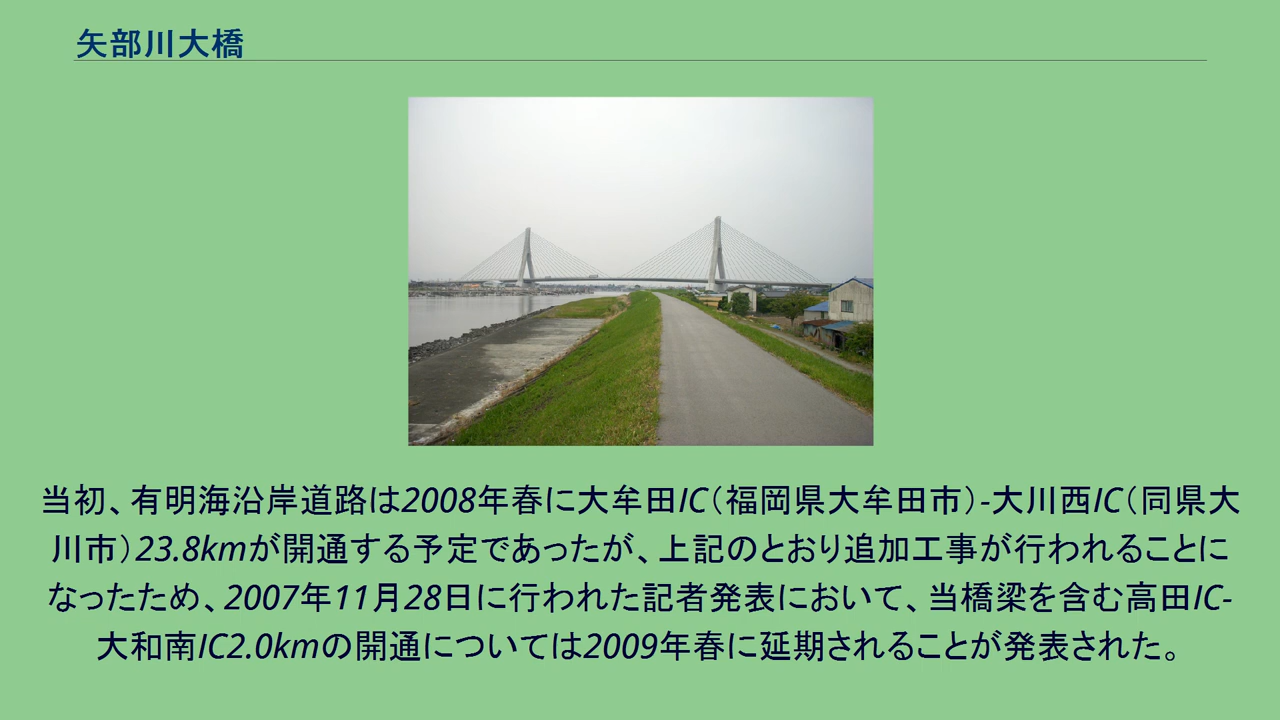 矢部川大橋
当初、有明海沿岸道路は2008年春に大牟田IC（福岡県大牟田市）-大川西IC（同県大
川市）23.8kmが開通する予定であったが、上記のとおり追加工事が行われることに
なったため、2007年11月28日に行われた記者発表において、当橋梁を含む高田IC-
大和南IC2.0kmの開通については2009年春に延期されることが発表された。